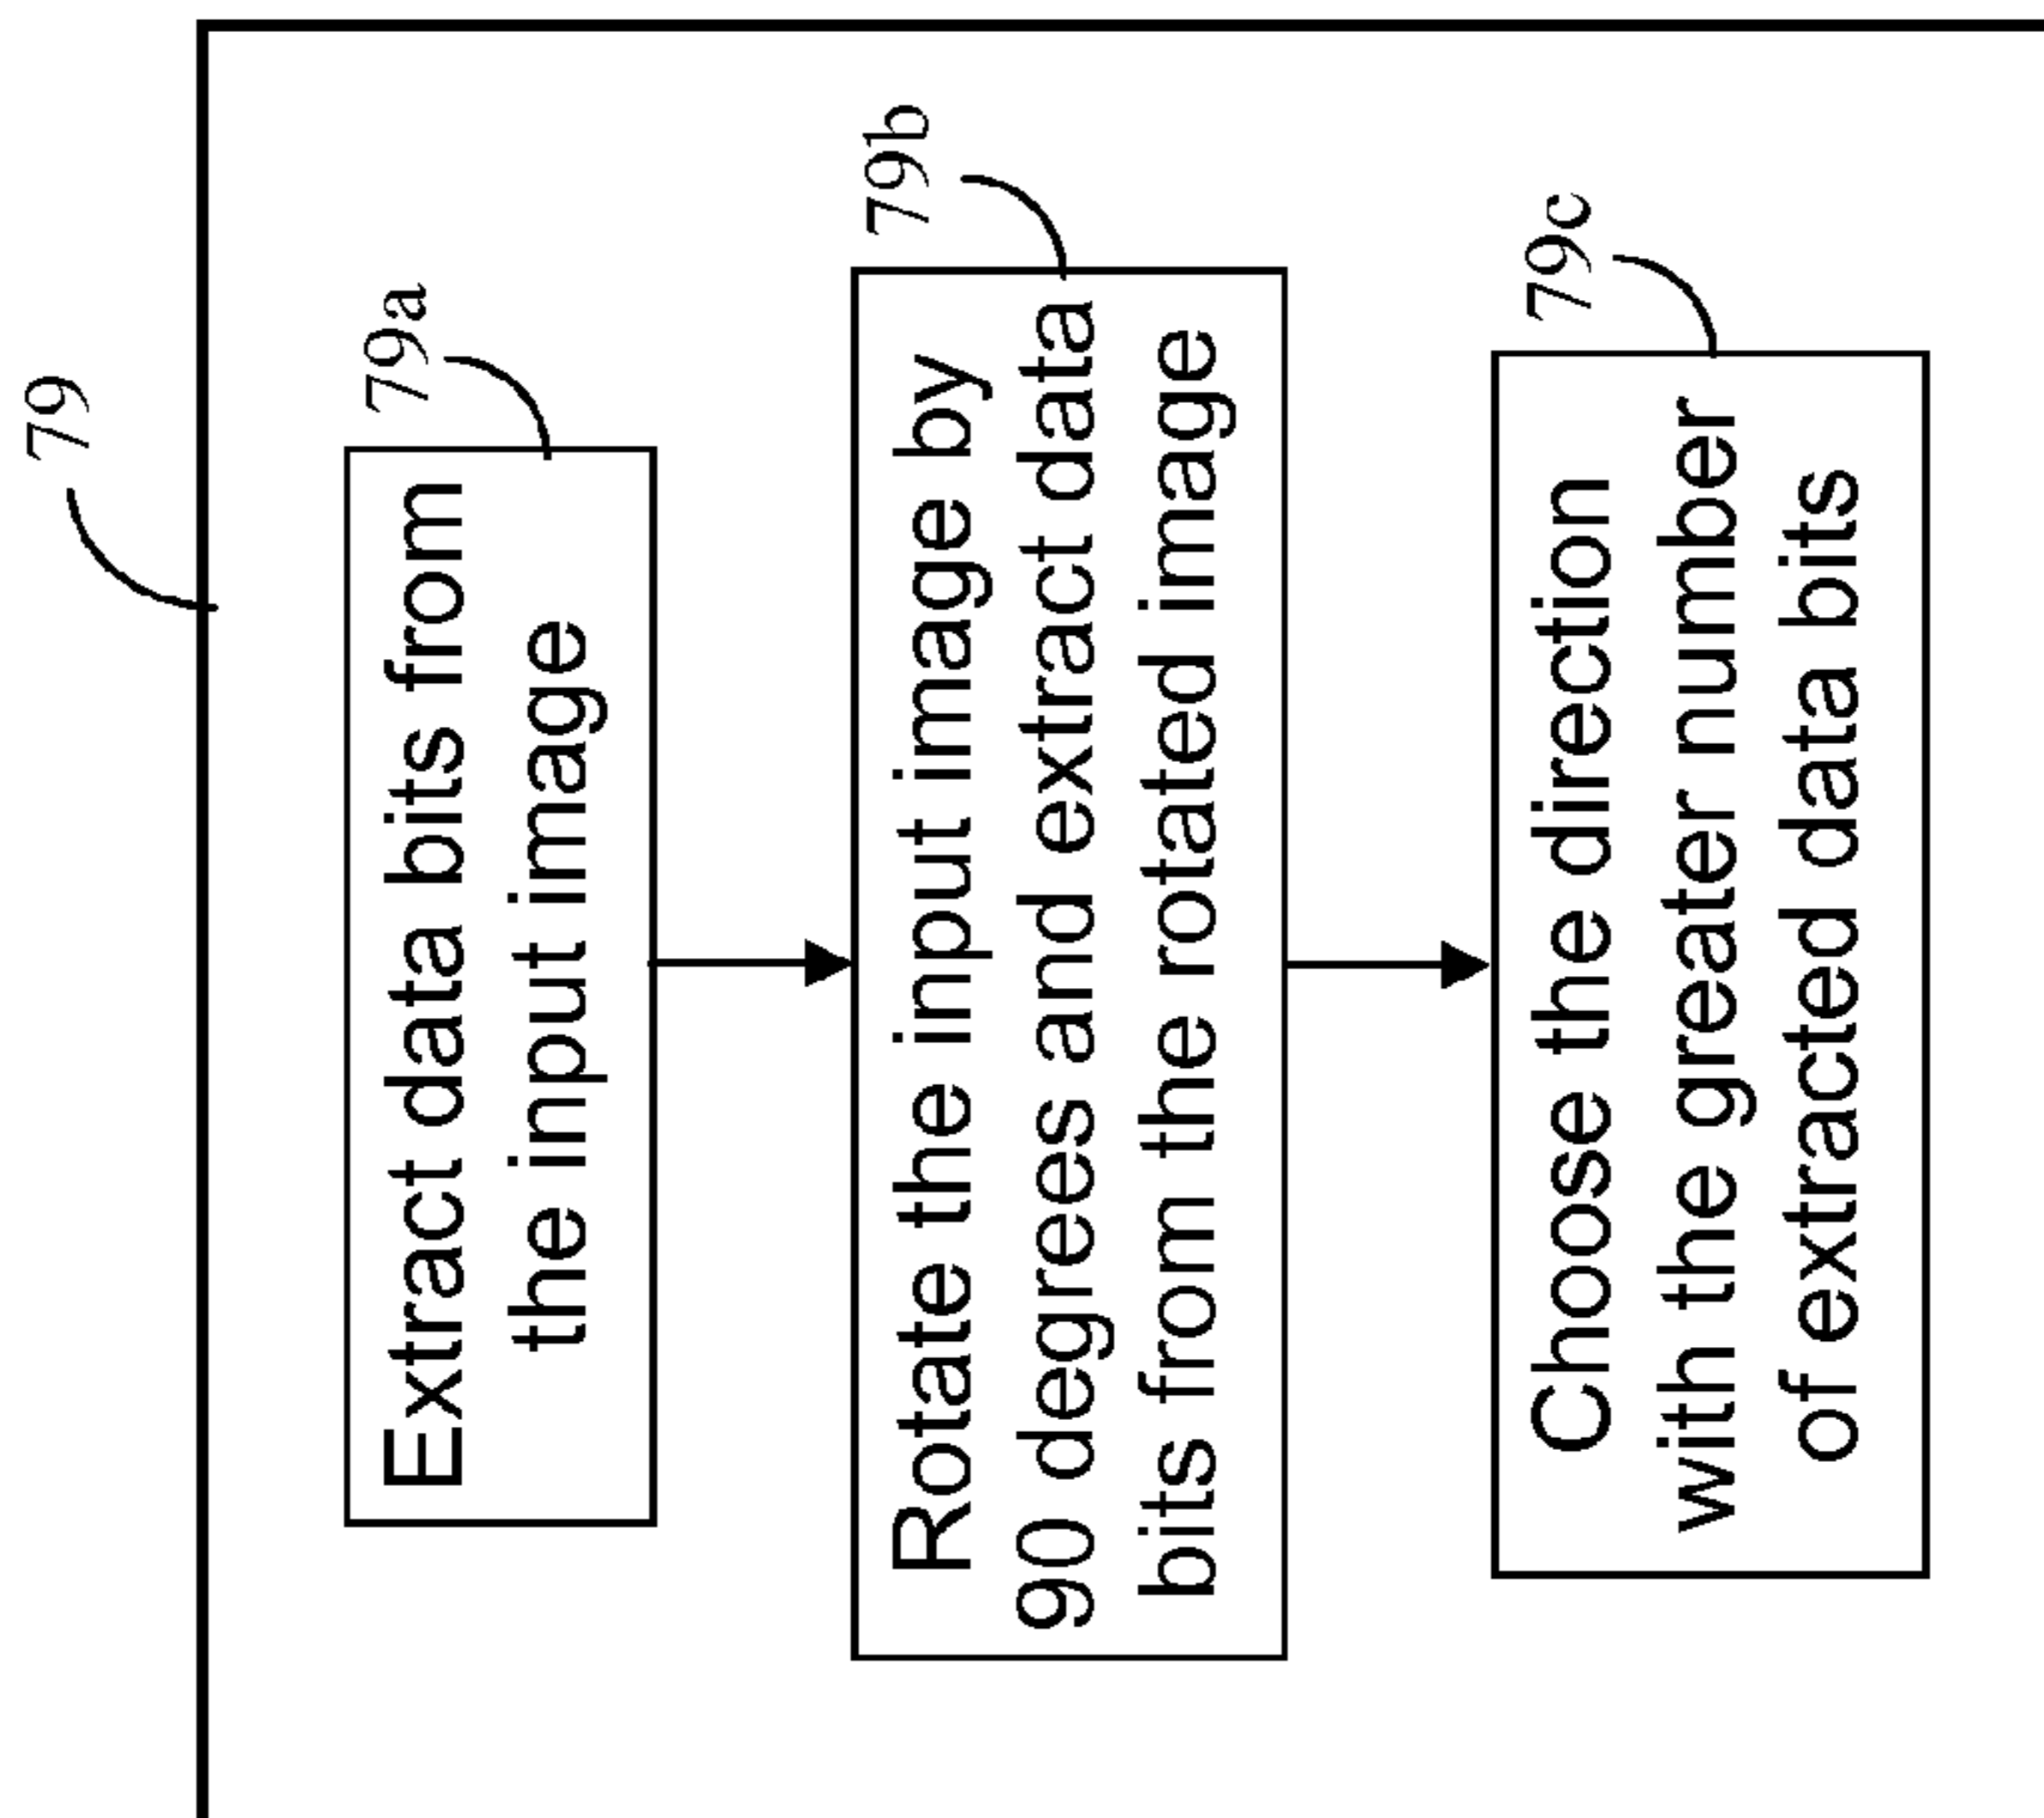 79
79a
Extract data bits from
the input image
79b
Rotate the input image by
90 degrees and extract data
bits from the rotated image
79c
Choose the direction
with the greater number
of extracted data bits